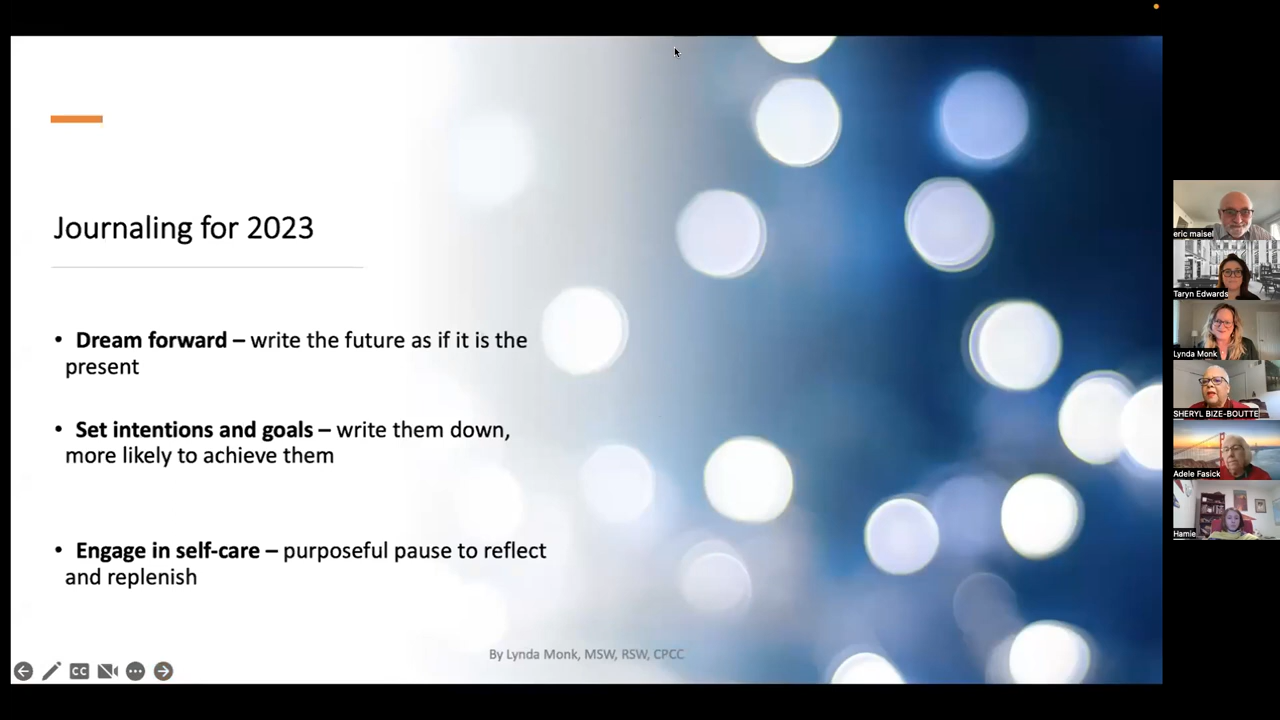 Journaling for 2023
• Dream forward – write the future as if it is the
present
• Set intentions and goals – write them down,
more likely to achieve them
• Engage in self-care – purposeful pause to reflect
and replenish
By Lynda Monk, MSW, RSW, CPCC
CC
eric maisel
Taryn Edwards
Lynda Monk
SHERYL BIZE-BOUTTE
Adele Fasick
Hamie